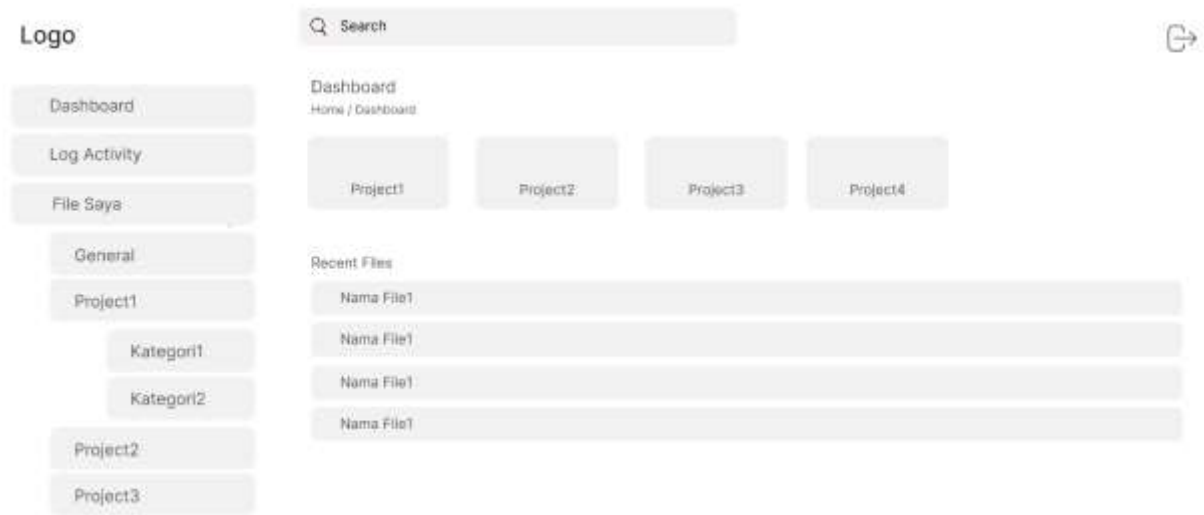 Logo
Search
Dashboard
Log Activity
File Saya
General
Project1
Kategori1
Kategori2
Project2
Project3
Dashboard
Home / Dashboard
Project1
Project2
Project3
Project4
Recent Files
Nama File1
Nama File1
Nama File1
Nama File1